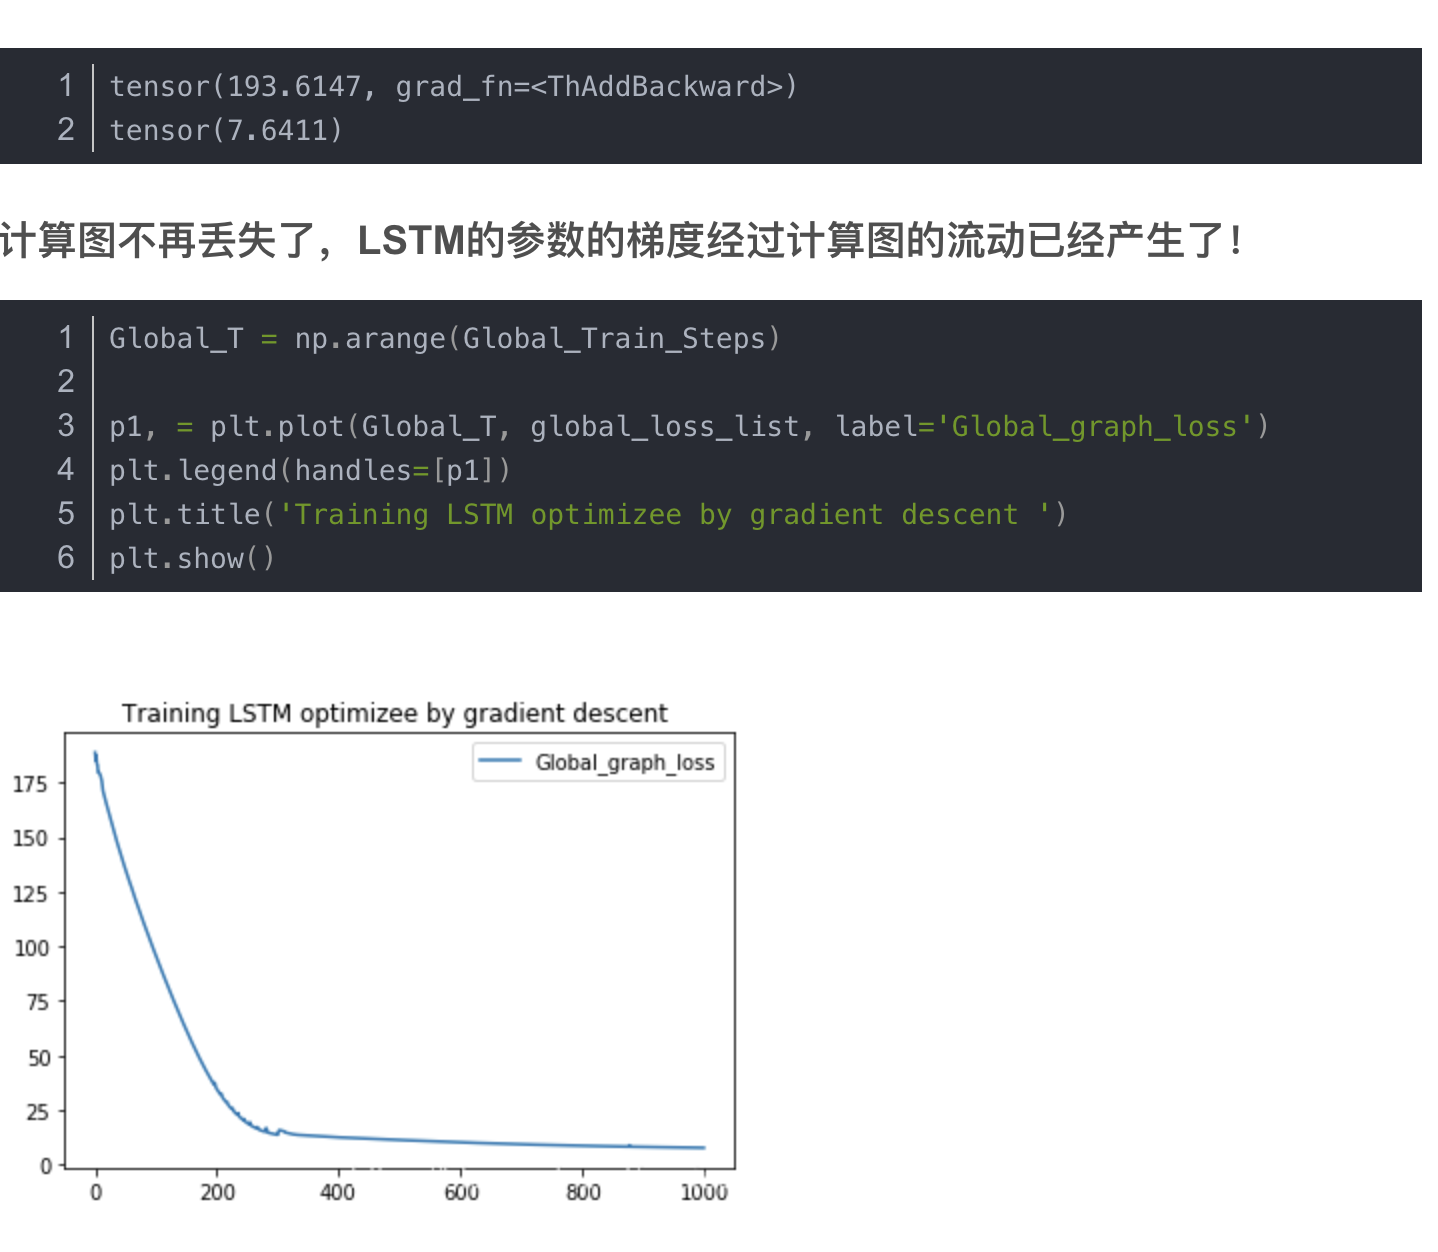 1 tensor(193.6147, grad_fn=<ThAddBackward>)
2 tensor(7.6411)
计算图不再丢失了，LSTM的参数的梯度经过计算图的流动已经产生了！
1 Global_T = np.arange(Global_Train_Steps)
2
3 p1, = plt.plot(Global_T, global_loss_list, label='Global_graph_loss')
4 plt.legend(handles=[p1])
5 plt.title('Training LSTM optimizee by gradient descent ')
6 plt.show()
Training LSTM optimizee by gradient descent
Global_graph_loss
175
150
125
100
75
50
25
0
0 200 400 600 800 1000